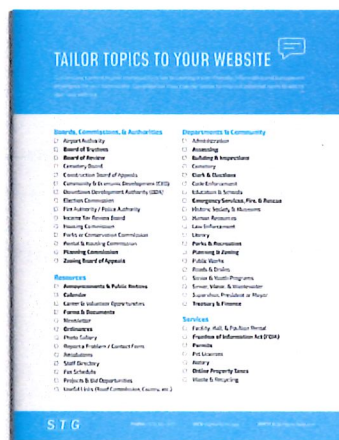 TAILOR TOPICS TO YOUR WEBSITE
Boards, Commissions, & Authorities
Airport Authority
Board of Trustees
Board of Review
Cemetery Board
Construction Board of Appeals
Community & Economic Development (CED)
Downtown Development Authority (DDA)
Election Commission
Fire Authority / Police Authority
Income Tax Review Board
Housing Commission
Parks or Conservation Commission
Rental & Housing Commission
Planning Commission
Zoning Board of Appeals
Resources
Announcements & Public Notices
Calendar
Career & Volunteer Opportunities
Forms & Documents
Newsletter
Ordinances
Photo Gallery
Report a Problem / Contact Form
Resolutions
Staff Directory
Fee Schedule
Projects & Bid Opportunities
Useful Links (Road Commission, County, etc.)
Departments & Community
Administration
Assessing
Building & Inspections
Cemetery
Clerk & Elections
Code Enforcement
Education & Schools
Emergency Services, Fire, & Rescue
Historic Society & Museums
Human Resources
Law Enforcement
Library
Parks & Recreation
Planning & Zoning
Public Works
Roads & Drains
Senior & Youth Programs
Sewer, Water, & Wastewater
Supervisor, President or Mayor
Treasury & Finance
Services
Facility, Hall, & Pavilion Rental
Freedom of Information Act (FOIA)
Permits
Pet Licenses
Notary
Online Property Taxes
Waste & Recycling
STG